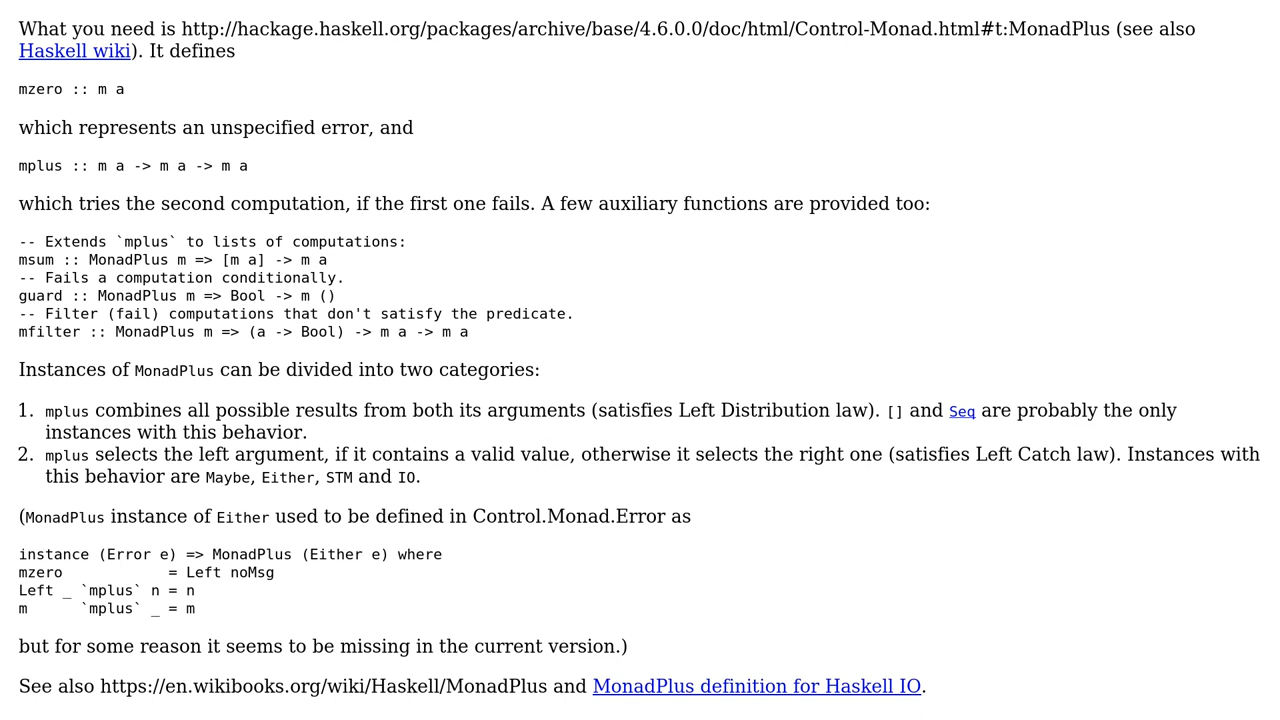 What you need is http://hackage.haskell.org/packages/archive/base/4.6.0.0/doc/html/Control-Monad.html#t:MonadPlus (see also
Haskell wiki). It defines
mzero :: m a
which represents an unspecified error, and
mplus :: m a -> m a -> m a
which tries the second computation, if the first one fails. A few auxiliary functions are provided too:
-- Extends `mplus` to lists of computations:
msum :: MonadPlus m => [m a] -> m a
-- Fails a computation conditionally.
guard :: MonadPlus m => Bool -> m ()
-- Filter (fail) computations that don't satisfy the predicate.
mfilter :: MonadPlus m => (a -> Bool) -> m a -> m a
Instances of MonadPlus can be divided into two categories:
1. mplus combines all possible results from both its arguments (satisfies Left Distribution law). [] and Seq are probably the only
instances with this behavior.
2. mplus selects the left argument, if it contains a valid value, otherwise it selects the right one (satisfies Left Catch law). Instances with
this behavior are Maybe, Either, STM and IO.
(MonadPlus instance of Either used to be defined in Control.Monad.Error as
instance (Error e) => MonadPlus (Either e) where
mzero            = Left noMsg
Left _ `mplus` n = n
m      `mplus` _ = m
but for some reason it seems to be missing in the current version.)
See also https://en.wikibooks.org/wiki/Haskell/MonadPlus and MonadPlus definition for Haskell IO.